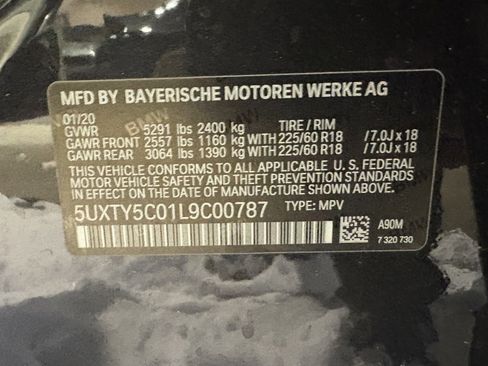 MFD BY BAYERISCHE MOTOREN WERKE AG
01/20
GVWR 5291 lbs 2400 kg TIRE / RIM
GAWR FRONT 2557 lbs 1160 kg WITH 225/60 R18 / 7.0J x 18
GAWR REAR 3064 lbs 1390 kg WITH 225/60 R18 / 7.0J x 18
THIS VEHICLE CONFORMS TO ALL APPLICABLE U. S. FEDERAL
MOTOR VEHICLE SAFETY AND THEFT PREVENTION STANDARDS
IN EFFECT ON THE DATE OF MANUFACTURE SHOWN ABOVE.
5UXTY5C01L9C00787 TYPE: MPV
A90M
7 320 730